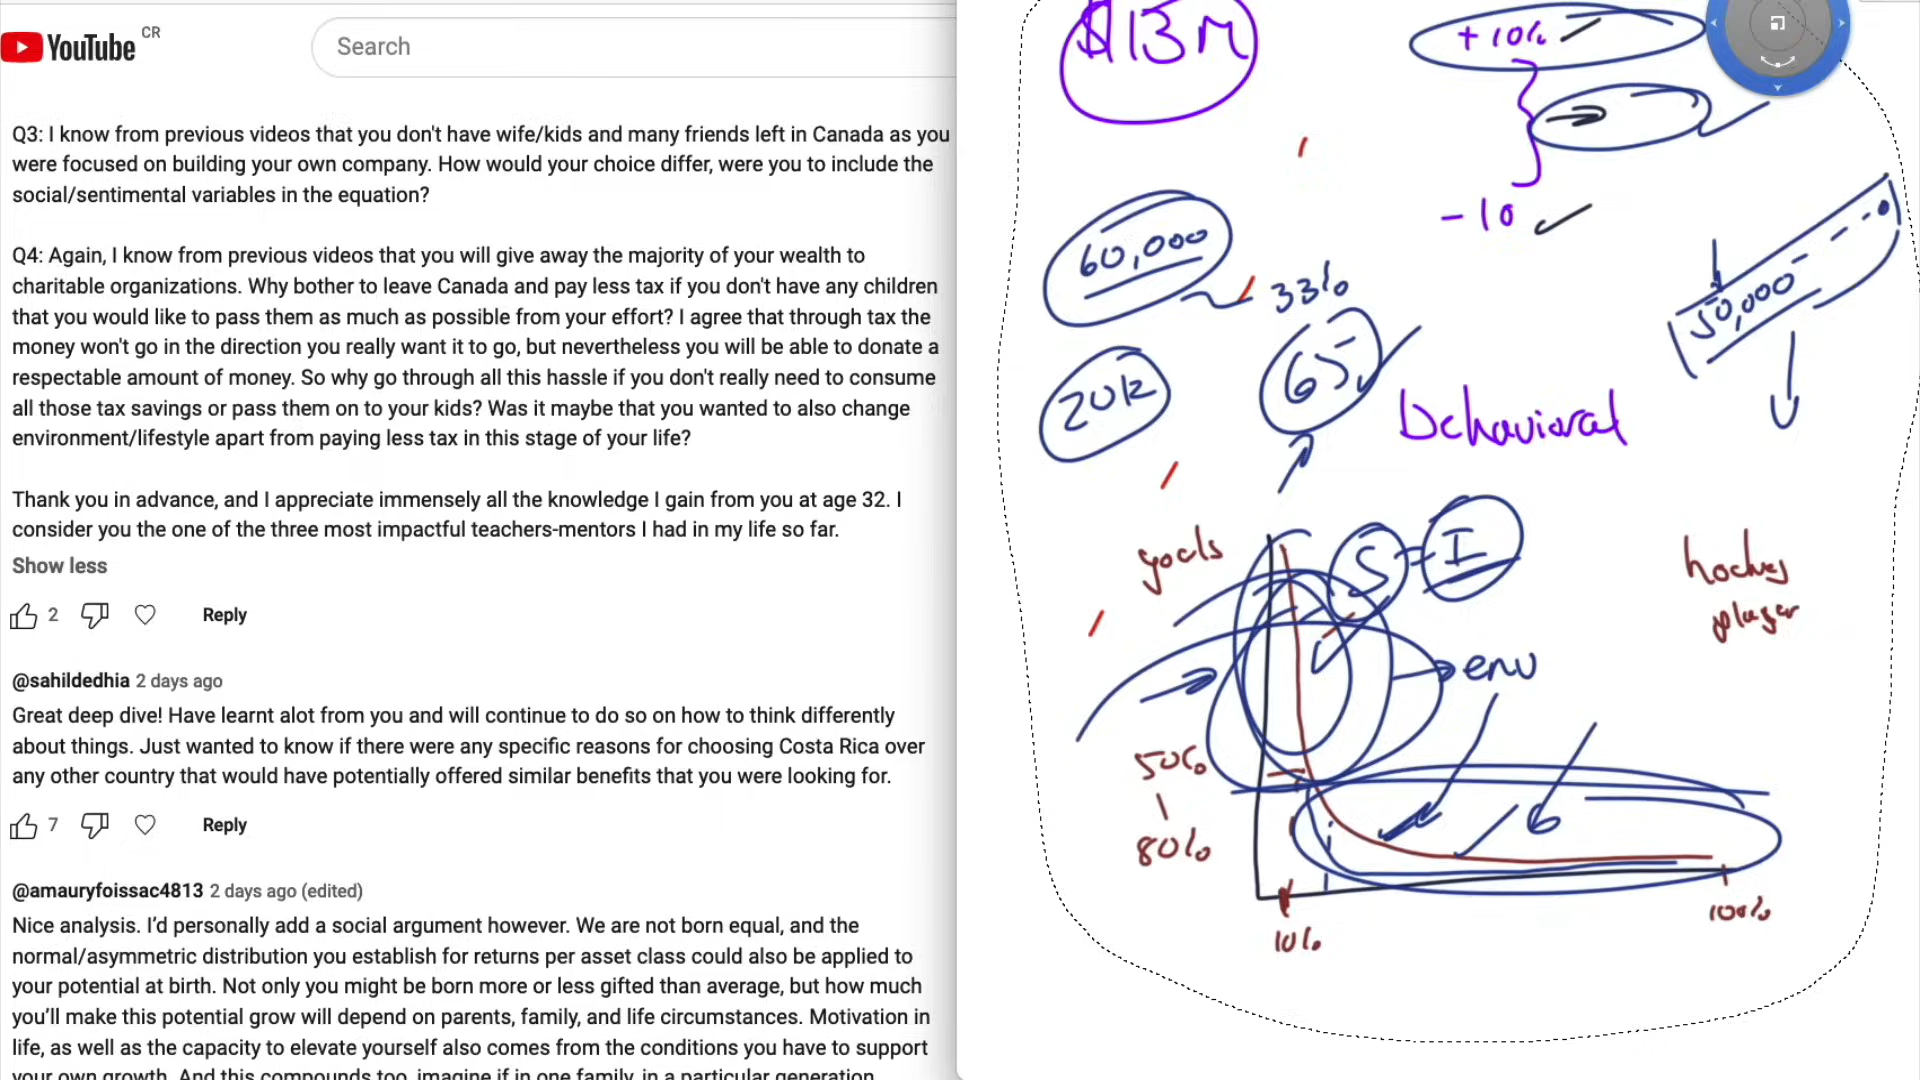 YouTube CR
Search
Q3: I know from previous videos that you don't have wife/kids and many friends left in Canada as you
were focused on building your own company. How would your choice differ, were you to include the
social/sentimental variables in the equation?
Q4: Again, I know from previous videos that you will give away the majority of your wealth to
charitable organizations. Why bother to leave Canada and pay less tax if you don't have any children
that you would like to pass them as much as possible from your effort? I agree that through tax the
money won't go in the direction you really want it to go, but nevertheless you will be able to donate a
respectable amount of money. So why go through all this hassle if you don't really need to consume
all those tax savings or pass them on to your kids? Was it maybe that you wanted to also change
environment/lifestyle apart from paying less tax in this stage of your life?
Thank you in advance, and I appreciate immensely all the knowledge I gain from you at age 32. I
consider you the one of the three most impactful teachers-mentors I had in my life so far.
Show less
2
Reply
@sahildedhia 2 days ago
Great deep dive! Have learnt alot from you and will continue to do so on how to think differently
about things. Just wanted to know if there were any specific reasons for choosing Costa Rica over
any other country that would have potentially offered similar benefits that you were looking for.
7
Reply
@amauryfoissac4813 2 days ago (edited)
Nice analysis. I'd personally add a social argument however. We are not born equal, and the
normal/asymmetric distribution you establish for returns per asset class could also be applied to
your potential at birth. Not only you might be born more or less gifted than average, but how much
you'll make this potential grow will depend on parents, family, and life circumstances. Motivation in
life, as well as the capacity to elevate yourself also comes from the conditions you have to support
your own growth. And this compounds too, imagine if in one family, in a particular generation
$13M
+10%
-10
60,000
33%
50,000
20k
65
behavioral
goals
S = I
hockey
player
env
50%
80%
6
10%
100%